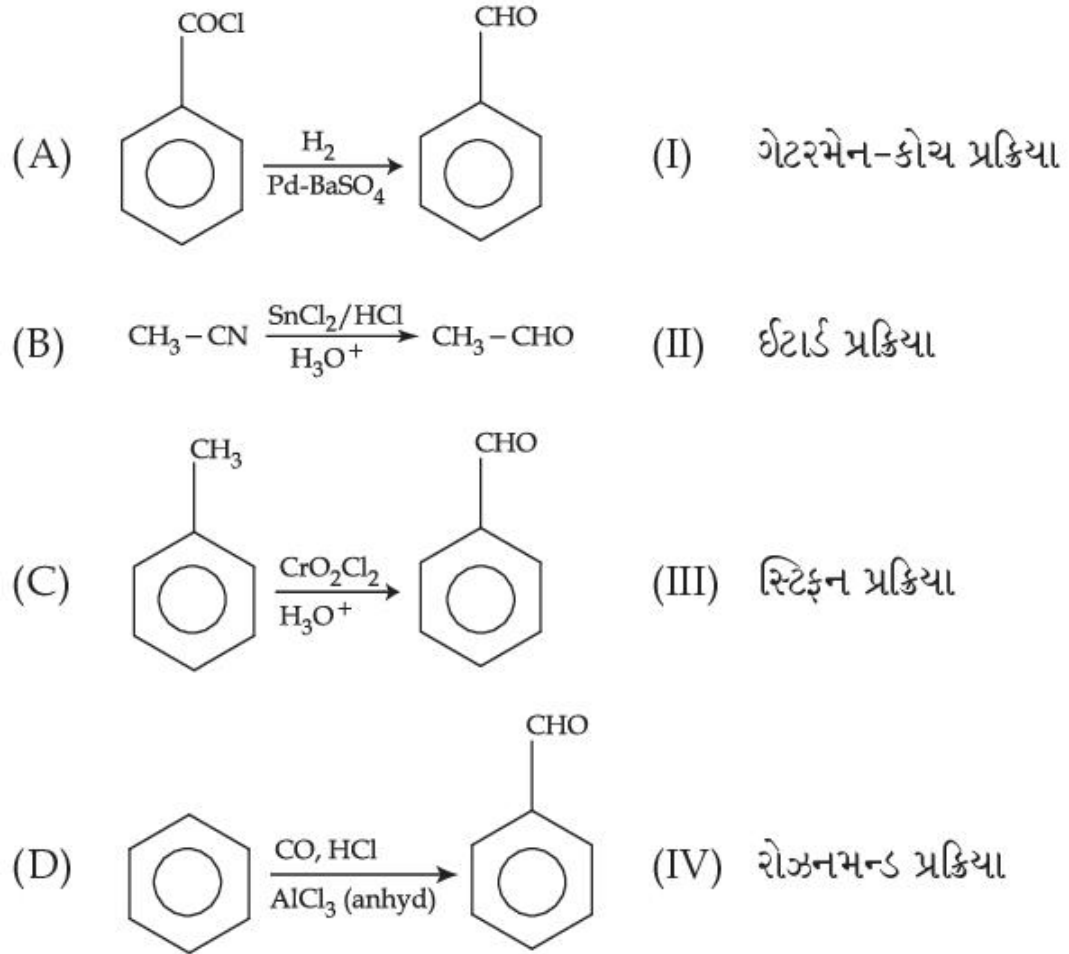 COCl CHO
(A) H₂ Pd-BaSO₄ (I) ગેટરમેન-કોચ પ્રક્રિયા
(B) CH₃ – CN SnCl₂/HCl H₃O⁺ CH₃ – CHO (II) ઈટાર્ડ પ્રક્રિયા
CH₃ CHO
(C) CrO₂Cl₂ H₃O⁺ (III) સ્ટિફન પ્રક્રિયા
CHO
(D) CO, HCl AlCl₃ (anhyd) (IV) રોઝનમન્ડ પ્રક્રિયા